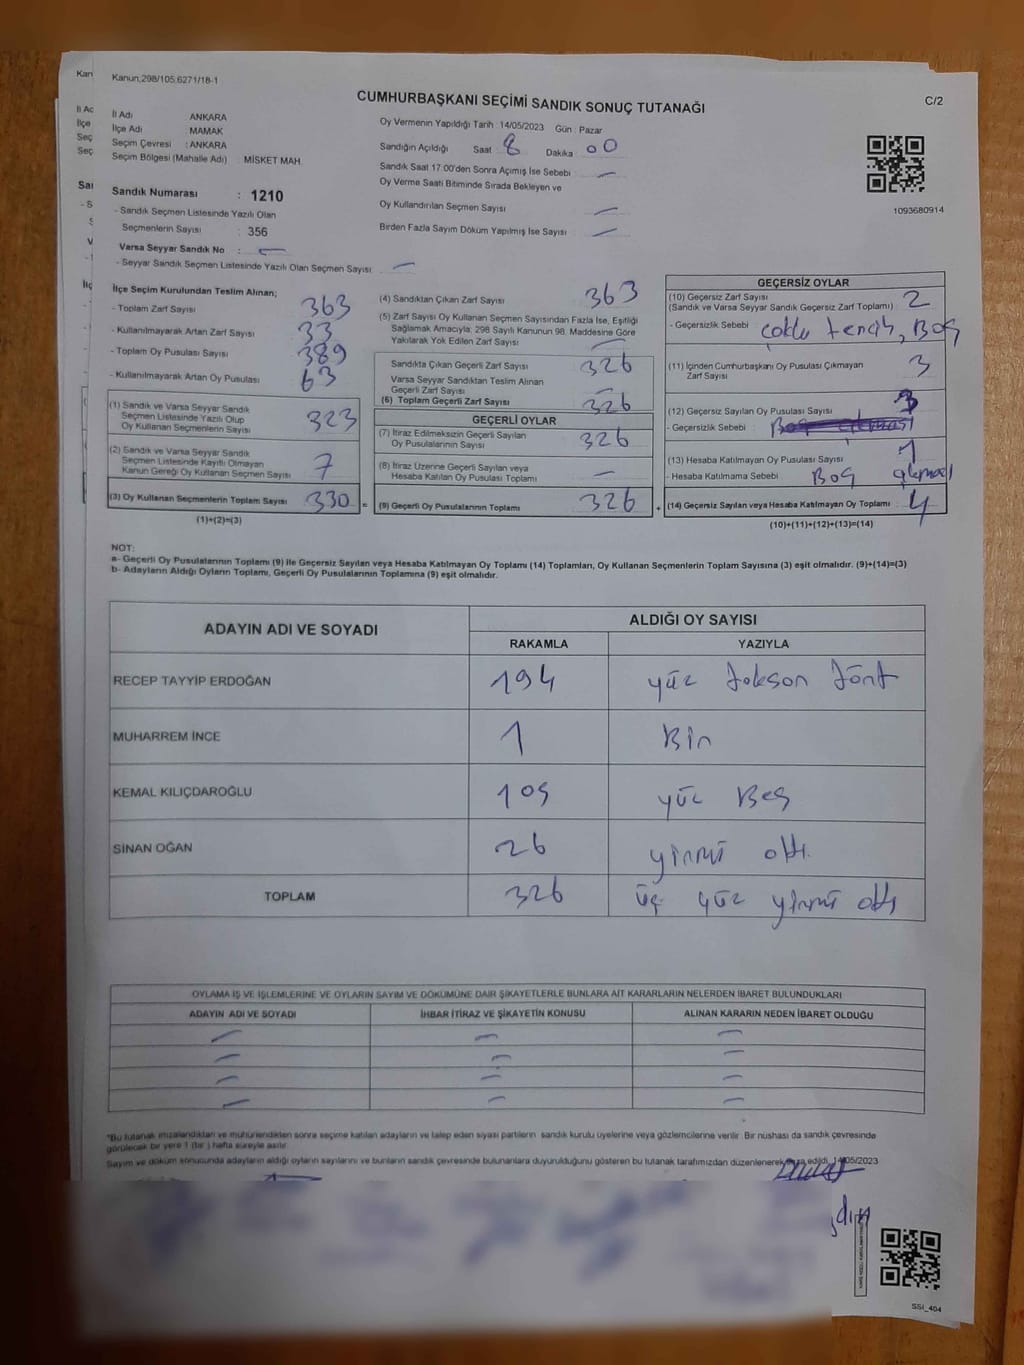 Kanun;298/105;6271/18-1
C/2
CUMHURBAŞKANI SEÇİMİ SANDIK SONUÇ TUTANAĞI
İl Adı ANKARA
İlçe Adı MAMAK
Seçim Çevresi : ANKARA
Seçim Bölgesi (Mahalle Adı) MİSKET MAH.
Sandık Numarası : 1210
- Sandık Seçmen Listesinde Yazılı Olan
Seçmenlerin Sayısı : 356
Varsa Seyyar Sandık No : —
- Seyyar Sandık Seçmen Listesinde Yazılı Olan Seçmen Sayısı: —
Oy Vermenin Yapıldığı Tarih : 14/05/2023 Gün : Pazar
Sandığın Açıldığı Saat : 8 Dakika : 00
Sandık Saat 17:00'den Sonra Açımış İse Sebebi : —
Oy Verme Saati Bitiminde Sırada Bekleyen ve
Oy Kullandırılan Seçmen Sayısı : —
Birden Fazla Sayım Döküm Yapılmış İse Sayısı : —
1093680914
İlçe Seçim Kurulundan Teslim Alınan;
- Toplam Zarf Sayısı : 363
- Kullanılmayarak Artan Zarf Sayısı : 33
- Toplam Oy Pusulası Sayısı : 389
- Kullanılmayarak Artan Oy Pusulası : 63
(1) Sandık ve Varsa Seyyar Sandık
Seçmen Listesinde Yazılı Olup
Oy Kullanan Seçmenlerin Sayısı : 323
(2) Sandık ve Varsa Seyyar Sandık
Seçmen Listesinde Kayıtlı Olmayan
Kanun Gereği Oy Kullanan Seçmen Sayısı : 7
(3) Oy Kullanan Seçmenlerin Toplam Sayısı : 330 =
(1)+(2)=(3)
(4) Sandıktan Çıkan Zarf Sayısı : 363
(5) Zarf Sayısı Oy Kullanan Seçmen Sayısından Fazla İse, Eşitliği
Sağlamak Amacıyla; 298 Sayılı Kanunun 98. Maddesine Göre
Yakılarak Yok Edilen Zarf Sayısı : —
Sandıkta Çıkan Geçerli Zarf Sayısı : 326
Varsa Seyyar Sandıktan Teslim Alınan
Geçerli Zarf Sayısı : —
(6) Toplam Geçerli Zarf Sayısı : 326
GEÇERLİ OYLAR
(7) İtiraz Edilmeksizin Geçerli Sayılan
Oy Pusulalarının Sayısı : 326
(8) İtiraz Üzerine Geçerli Sayılan veya
Hesaba Katılan Oy Pusulası Toplamı : —
(9) Geçerli Oy Pusulalarının Toplamı : 326 +
GEÇERSİZ OYLAR
(10) Geçersiz Zarf Sayısı : 2
(Sandık ve Varsa Seyyar Sandık Geçersiz Zarf Toplamı)
- Geçersizlik Sebebi : çoklu tercih, Boş
(11) İçinden Cumhurbaşkanı Oy Pusulası Çıkmayan
Zarf Sayısı : 3
(12) Geçersiz Sayılan Oy Pusulası Sayısı :
- Geçersizlik Sebebi :
(13) Hesaba Katılmayan Oy Pusulası Sayısı : 1
- Hesaba Katılmama Sebebi : Boş
(14) Geçersiz Sayılan veya Hesaba Katılmayan Oy Toplamı : 4
(10)+(11)+(12)+(13)=(14)
NOT:
a- Geçerli Oy Pusulalarının Toplamı (9) ile Geçersiz Sayılan veya Hesaba Katılmayan Oy Toplamı (14) Toplamları, Oy Kullanan Seçmenlerin Toplam Sayısına (3) eşit olmalıdır. (9)+(14)=(3)
b- Adayların Aldığı Oyların Toplamı, Geçerli Oy Pusulalarının Toplamına (9) eşit olmalıdır.
ADAYIN ADI VE SOYADI ALDIĞI OY SAYISI
RAKAMLA YAZIYLA
RECEP TAYYİP ERDOĞAN 194 yüz doksan dört
MUHARREM İNCE 1 Bir
KEMAL KILIÇDAROĞLU 105 yüz Beş
SİNAN OĞAN 26 yirmi altı
TOPLAM 326 üç yüz yirmi altı
OYLAMA İŞ VE İŞLEMLERİNE VE OYLARIN SAYIM VE DÖKÜMÜNE DAİR ŞİKAYETLERLE BUNLARA AİT KARARLARIN NELERDEN İBARET BULUNDUKLARI
ADAYIN ADI VE SOYADI İHBAR İTİRAZ VE ŞİKAYETİN KONUSU ALINAN KARARIN NEDEN İBARET OLDUĞU
— — —
— — —
— — —
— — —
*Bu tutanak imzalandıktan ve mühürlendikten sonra seçime katılan adayların ve talep eden siyasi partilerin sandık kurulu üyelerine veya gözlemcilerine verilir. Bir nüshası da sandık çevresinde
görülecek bir yere 1 (bir) hafta süreyle asılır.
Sayım ve döküm sonucunda adayların aldığı oyların sayılarını ve bunların sandık çevresinde bulunanlara duyurulduğunu gösteren bu tutanak tarafımızdan düzenlenerek imza edildi. 14/05/2023
SSİ_404